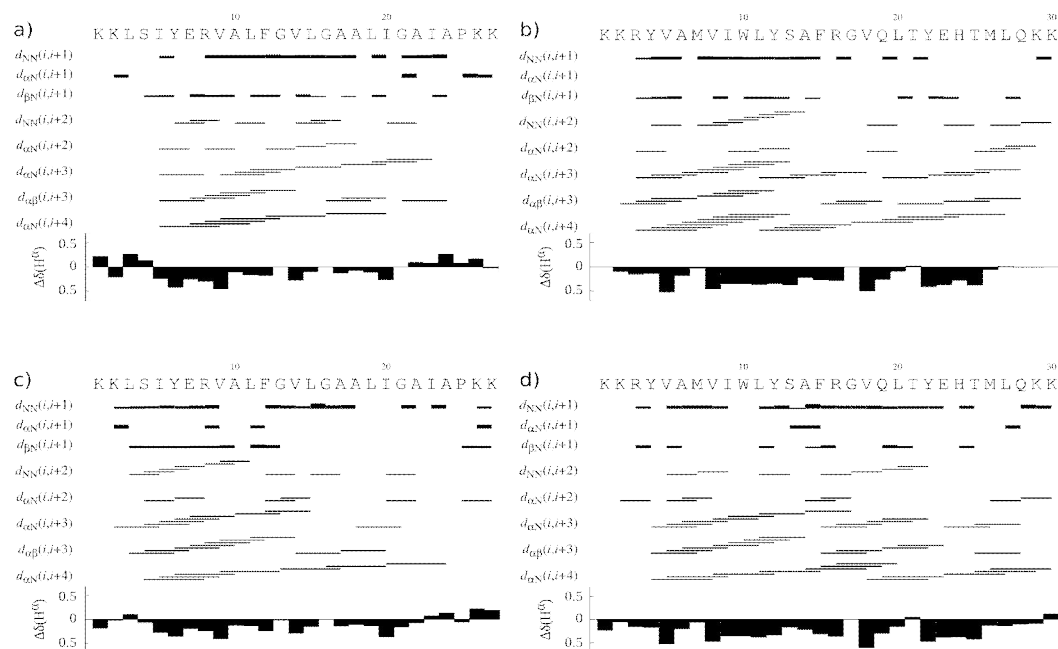 a)
10 20
KKLSIYERVALFGVLGAALIGAIAPKK
dNN(i,i+1)
dαN(i,i+1)
dβN(i,i+1)
dNN(i,i+2)
dαN(i,i+2)
dαN(i,i+3)
dαβ(i,i+3)
dαN(i,i+4)
Δδ(Hα)
0.5
0
0.5
b)
10 20 30
KKRYVAMVIWLYSAFRGVQLTYEHTMLQKK
dNN(i,i+1)
dαN(i,i+1)
dβN(i,i+1)
dNN(i,i+2)
dαN(i,i+2)
dαN(i,i+3)
dαβ(i,i+3)
dαN(i,i+4)
Δδ(Hα)
0.5
0
0.5
c)
10 20
KKLSIYERVALFGVLGAALIGAIAPKK
dNN(i,i+1)
dαN(i,i+1)
dβN(i,i+1)
dNN(i,i+2)
dαN(i,i+2)
dαN(i,i+3)
dαβ(i,i+3)
dαN(i,i+4)
Δδ(Hα)
0.5
0
0.5
d)
10 20 30
KKRYVAMVIWLYSAFRGVQLTYEHTMLQKK
dNN(i,i+1)
dαN(i,i+1)
dβN(i,i+1)
dNN(i,i+2)
dαN(i,i+2)
dαN(i,i+3)
dαβ(i,i+3)
dαN(i,i+4)
Δδ(Hα)
0.5
0
0.5